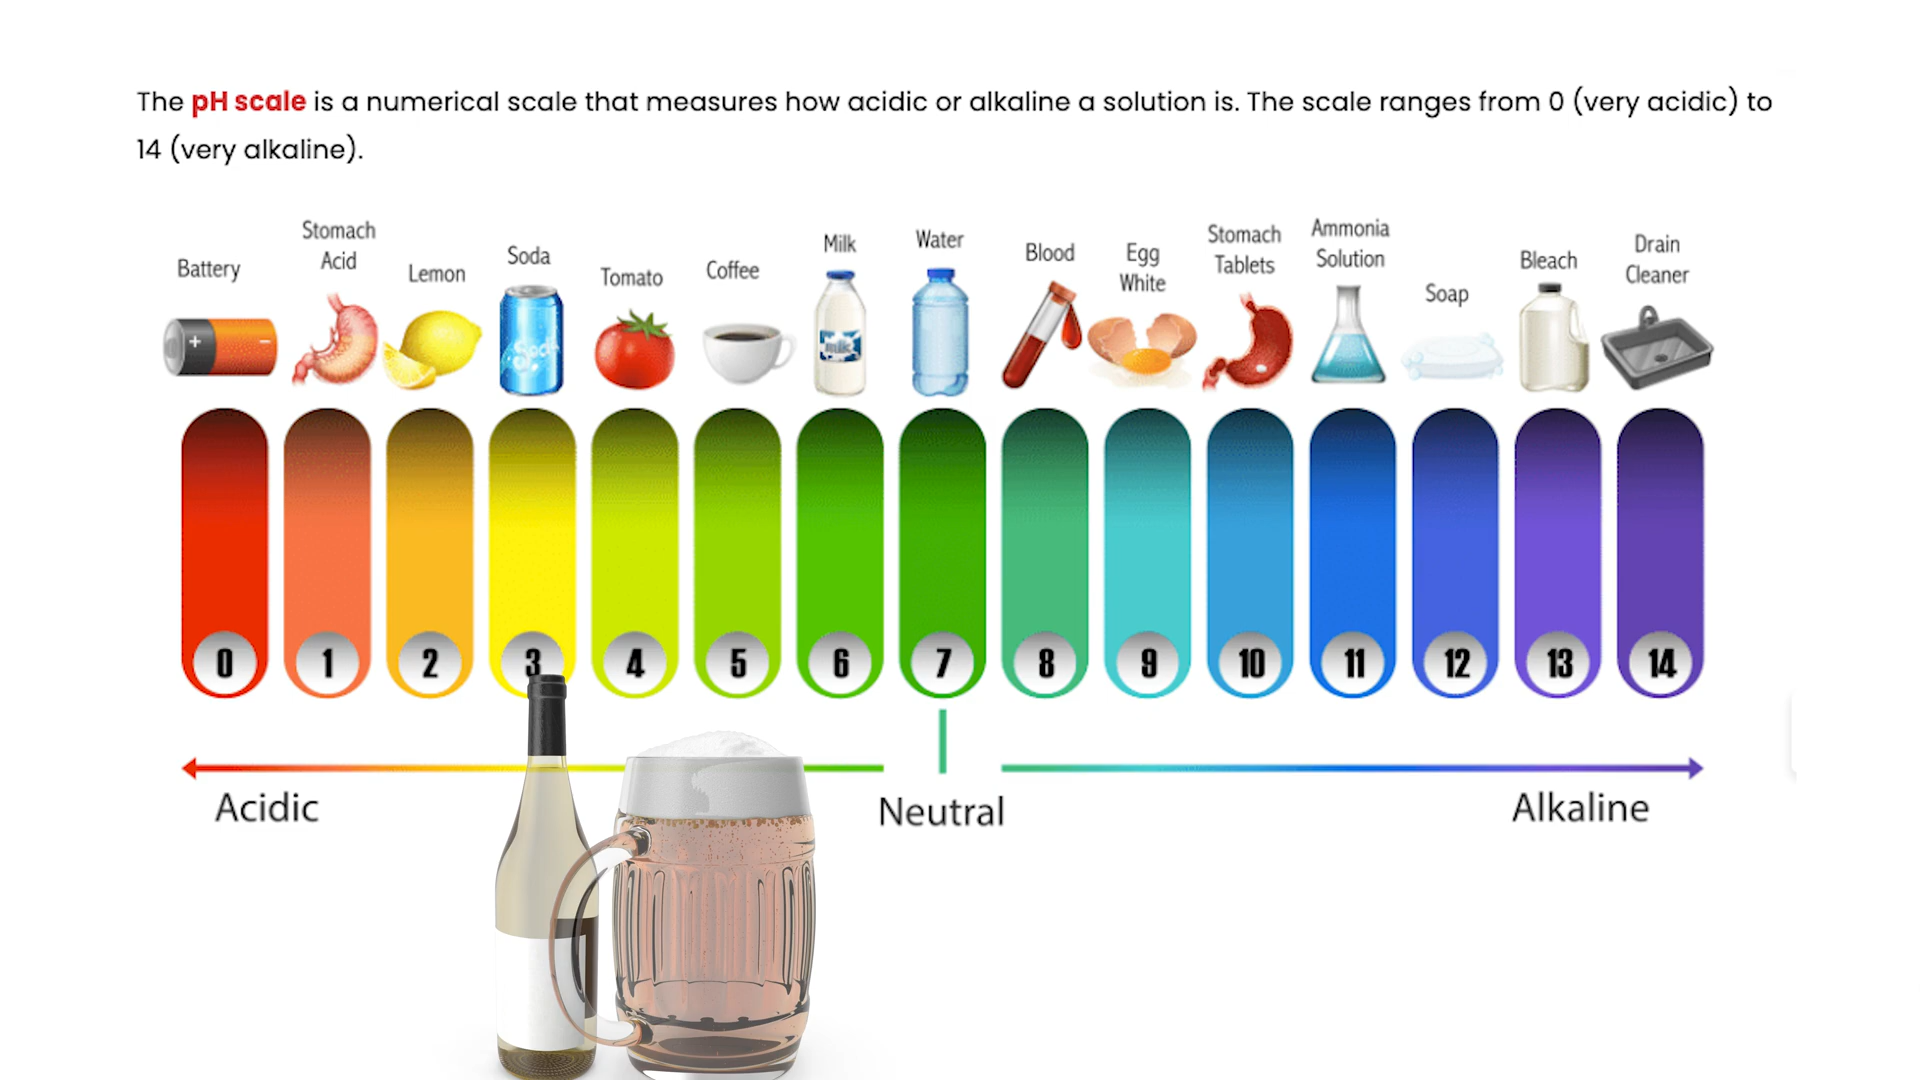 The pH scale is a numerical scale that measures how acidic or alkaline a solution is. The scale ranges from 0 (very acidic) to
14 (very alkaline).
Battery
Stomach
Acid
Lemon
Soda
Tomato
Coffee
Milk
Water
Blood
Egg
White
Stomach
Tablets
Ammonia
Solution
Soap
Bleach
Drain
Cleaner
+ −
Soda
milk
0 1 2 3 4 5 6 7 8 9 10 11 12 13 14
Acidic
Neutral
Alkaline